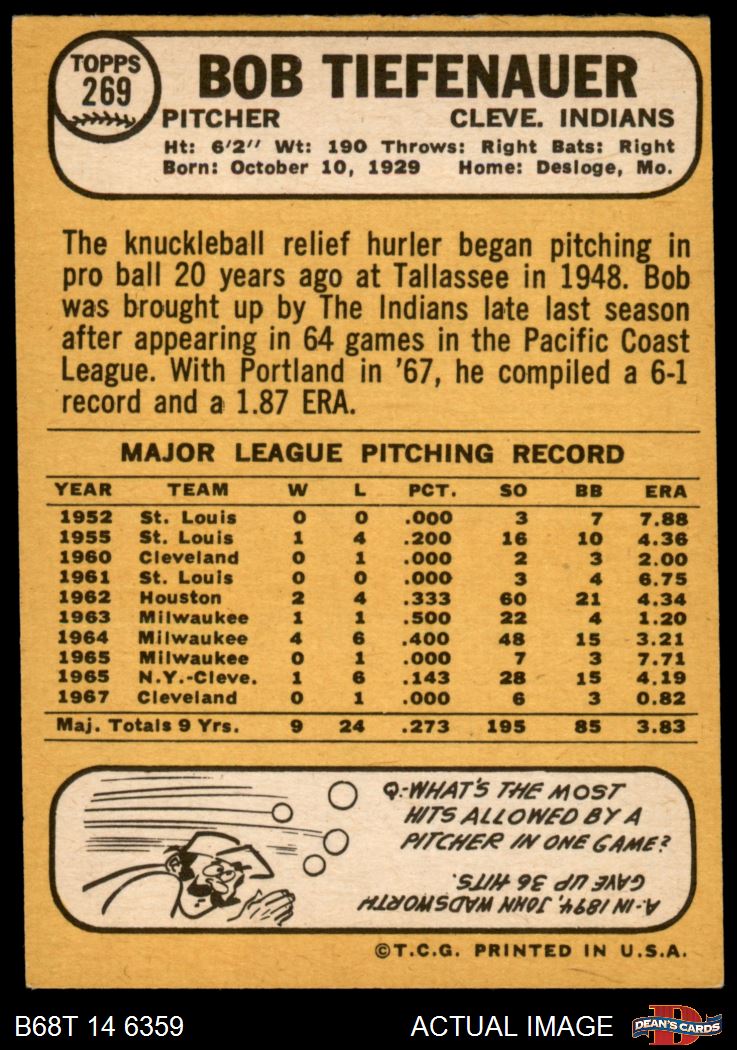 TOPPS
269
BOB TIEFENAUER
PITCHER CLEVE. INDIANS
Ht: 6'2" Wt: 190 Throws: Right Bats: Right
Born: October 10, 1929 Home: Desloge, Mo.
The knuckleball relief hurler began pitching in
pro ball 20 years ago at Tallassee in 1948. Bob
was brought up by The Indians late last season
after appearing in 64 games in the Pacific Coast
League. With Portland in '67, he compiled a 6-1
record and a 1.87 ERA.
MAJOR LEAGUE PITCHING RECORD
YEAR TEAM W L PCT. SO BB ERA
1952 St. Louis 0 0 .000 3 7 7.88
1955 St. Louis 1 4 .200 16 10 4.36
1960 Cleveland 0 1 .000 2 3 2.00
1961 St. Louis 0 0 .000 3 4 6.75
1962 Houston 2 4 .333 60 21 4.34
1963 Milwaukee 1 1 .500 22 4 1.20
1964 Milwaukee 4 6 .400 48 15 3.21
1965 Milwaukee 0 1 .000 7 3 7.71
1965 N.Y.-Cleve. 1 6 .143 28 15 4.19
1967 Cleveland 0 1 .000 6 3 0.82
Maj. Totals 9 Yrs. 9 24 .273 195 85 3.83
Q-WHAT'S THE MOST
HITS ALLOWED BY A
PITCHER IN ONE GAME?
A-IN 1894, JOHN WADSWORTH
GAVE UP 36 HITS.
©T.C.G. PRINTED IN U.S.A.
B68T 14 6359 ACTUAL IMAGE DEAN'S CARDS